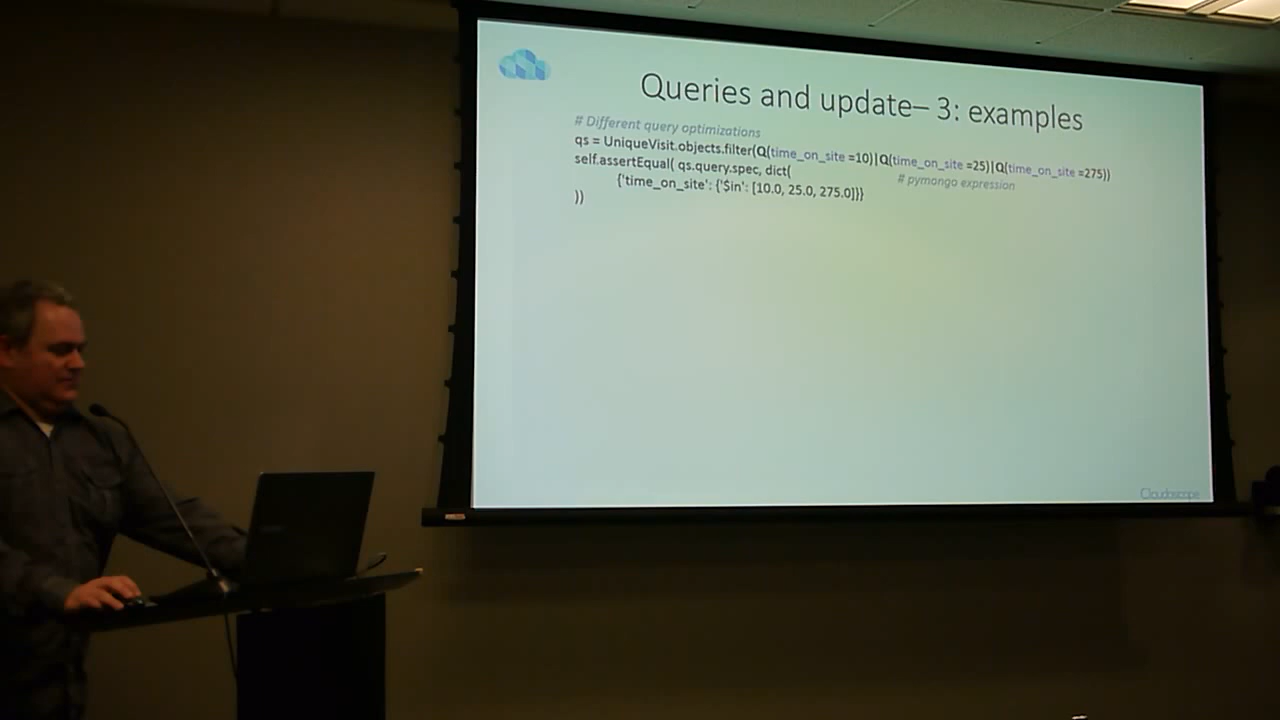 Queries and update– 3: examples
# Different query optimizations
qs = UniqueVisit.objects.filter(Q(time_on_site =10)|Q(time_on_site =25)|Q(time_on_site =275))
self.assertEqual( qs.query.spec, dict( # pymongo expression
{'time_on_site': {'$in': [10.0, 25.0, 275.0]}}
))
Cloudoscope